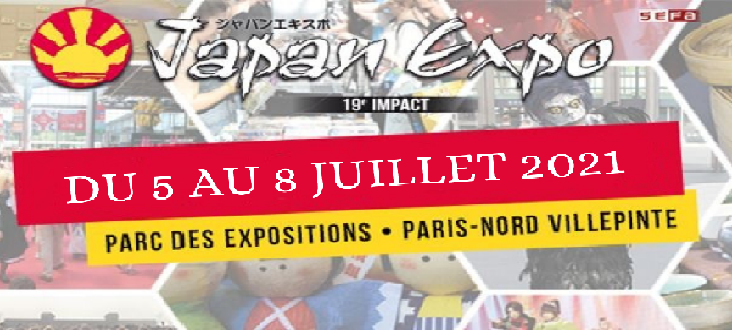 ジャパンエキスポ
SEFa
Japan Expo
19e IMPACT
DU 5 AU 8 JUILLET 2021
PARC DES EXPOSITIONS • PARIS-NORD VILLEPINTE